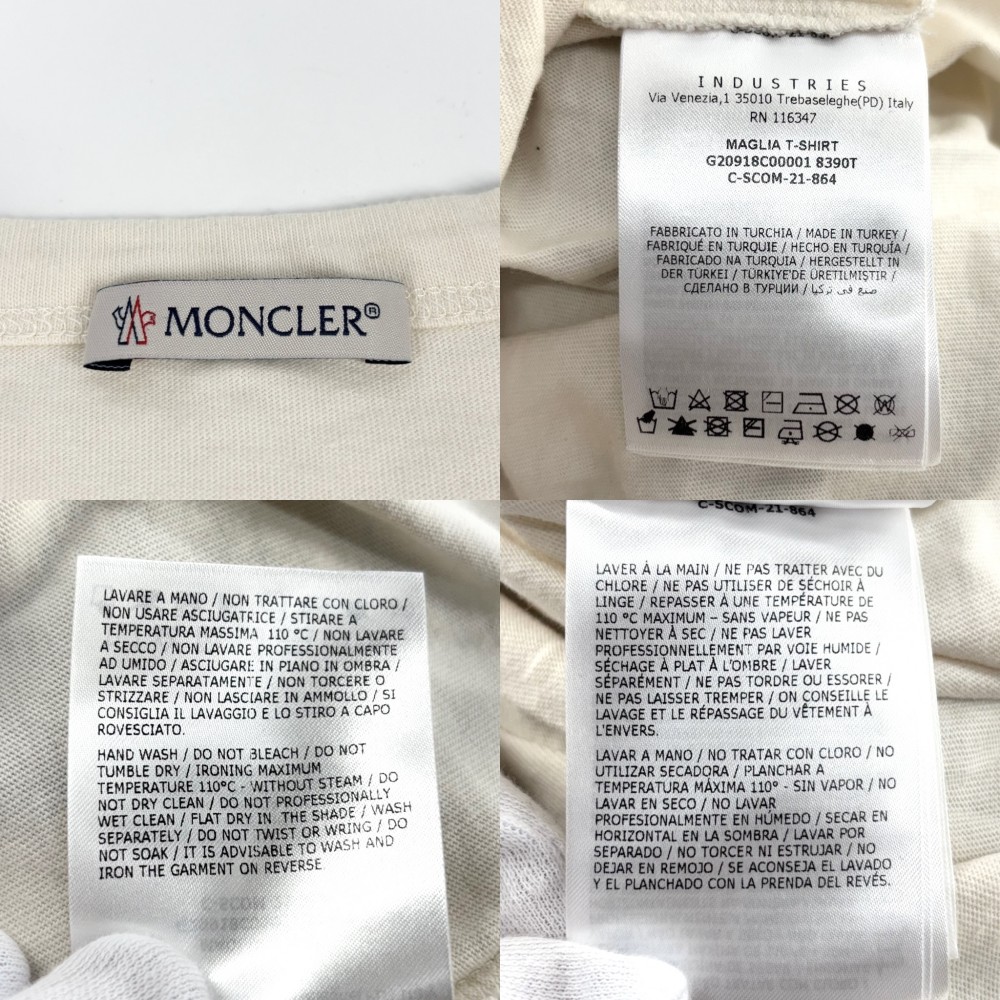 MONCLER®
INDUSTRIES
Via Venezia,1 35010 Trebaseleghe(PD) Italy
RN 116347
MAGLIA T-SHIRT
G20918C00001 8390T
C-SCOM-21-864
FABBRICATO IN TURCHIA / MADE IN TURKEY /
FABRIQUÉ EN TURQUIE / HECHO EN TURQUÍA /
FABRICADO NA TURQUIA / HERGESTELLT IN
DER TÜRKEI / TÜRKIYE'DE ÜRETILMIŞTIR /
СДЕЛАНО В ТУРЦИИ / صنع في تركيا
LAVARE A MANO / NON TRATTARE CON CLORO /
NON USARE ASCIUGATRICE / STIRARE A
TEMPERATURA MASSIMA 110 °C / NON LAVARE
A SECCO / NON LAVARE PROFESSIONALMENTE
AD UMIDO / ASCIUGARE IN PIANO IN OMBRA /
LAVARE SEPARATAMENTE / NON TORCERE O
STRIZZARE / NON LASCIARE IN AMMOLLO / SI
CONSIGLIA IL LAVAGGIO E LO STIRO A CAPO
ROVESCIATO.
HAND WASH / DO NOT BLEACH / DO NOT
TUMBLE DRY / IRONING MAXIMUM
TEMPERATURE 110°C - WITHOUT STEAM / DO
NOT DRY CLEAN / DO NOT PROFESSIONALLY
WET CLEAN / FLAT DRY IN THE SHADE / WASH
SEPARATELY / DO NOT TWIST OR WRING / DO
NOT SOAK / IT IS ADVISABLE TO WASH AND
IRON THE GARMENT ON REVERSE
C-SCOM-21-864
LAVER À LA MAIN / NE PAS TRAITER AVEC DU
CHLORE / NE PAS UTILISER DE SÉCHOIR À
LINGE / REPASSER À UNE TEMPÉRATURE DE
110 °C MAXIMUM – SANS VAPEUR / NE PAS
NETTOYER À SEC / NE PAS LAVER
PROFESSIONNELLEMENT PAR VOIE HUMIDE /
SÉCHAGE À PLAT À L'OMBRE / LAVER
SÉPARÉMENT / NE PAS TORDRE OU ESSORER /
NE PAS LAISSER TREMPER / ON CONSEILLE LE
LAVAGE ET LE RÉPASSAGE DU VÊTEMENT À
L'ENVERS.
LAVAR A MANO / NO TRATAR CON CLORO / NO
UTILIZAR SECADORA / PLANCHAR A
TEMPERATURA MÁXIMA 110° - SIN VAPOR / NO
LAVAR EN SECO / NO LAVAR
PROFESIONALMENTE EN HÚMEDO / SECAR EN
HORIZONTAL EN LA SOMBRA / LAVAR POR
SEPARADO / NO TORCER NI ESTRUJAR / NO
DEJAR EN REMOJO / SE ACONSEJA EL LAVADO
Y EL PLANCHADO CON LA PRENDA DEL REVÉS.